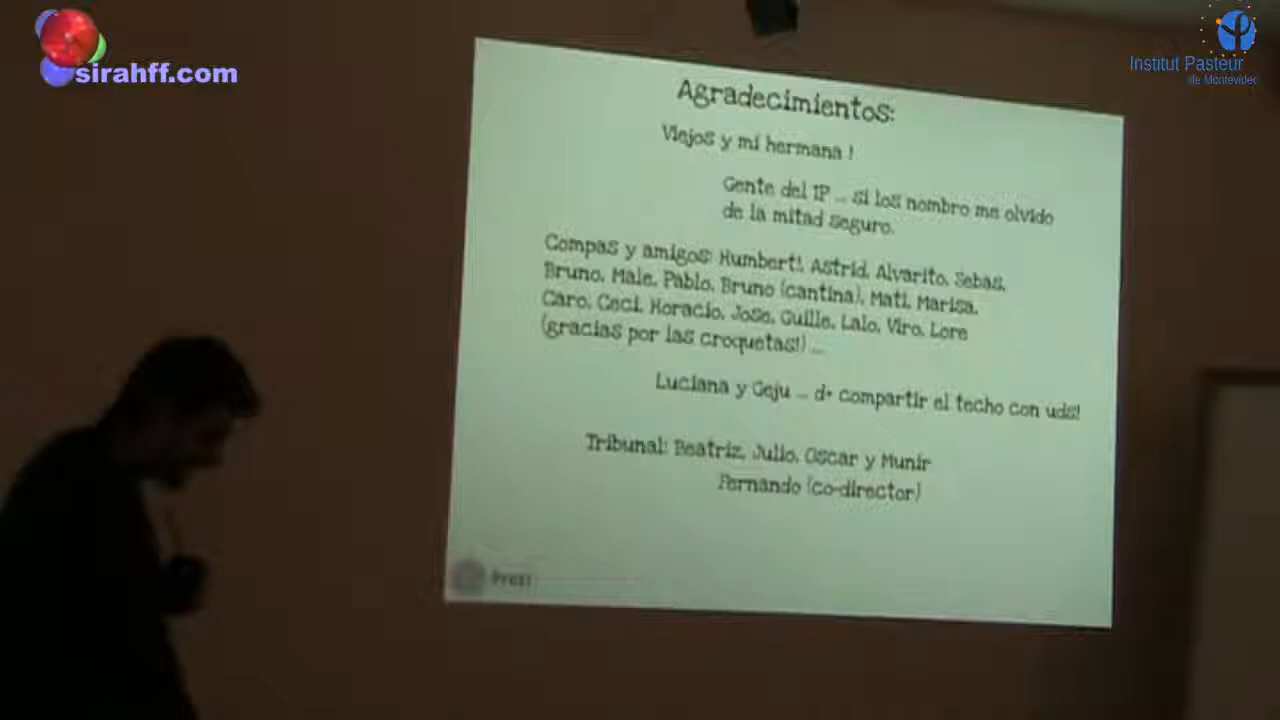 sirahff.com
Institut Pasteur
de Montevideo
Agradecimientos:
Viejos y mi hermana !
Gente del IP ... si los nombro me olvido
de la mitad seguro.
Compas y amigos: Humberti, Astrid, Alvarito, Sebas,
Bruno, Male, Pablo, Bruno (cantina), Mati, Marisa,
Caro, Ceci, Horacio, Jose, Guille, Lalo, Viro, Lore
(gracias por las croquetas!) ...
Luciana y Geju ... d+ compartir el techo con uds!
Tribunal: Beatriz, Julio, Oscar y Munir
Fernando (co-director)
Prezi